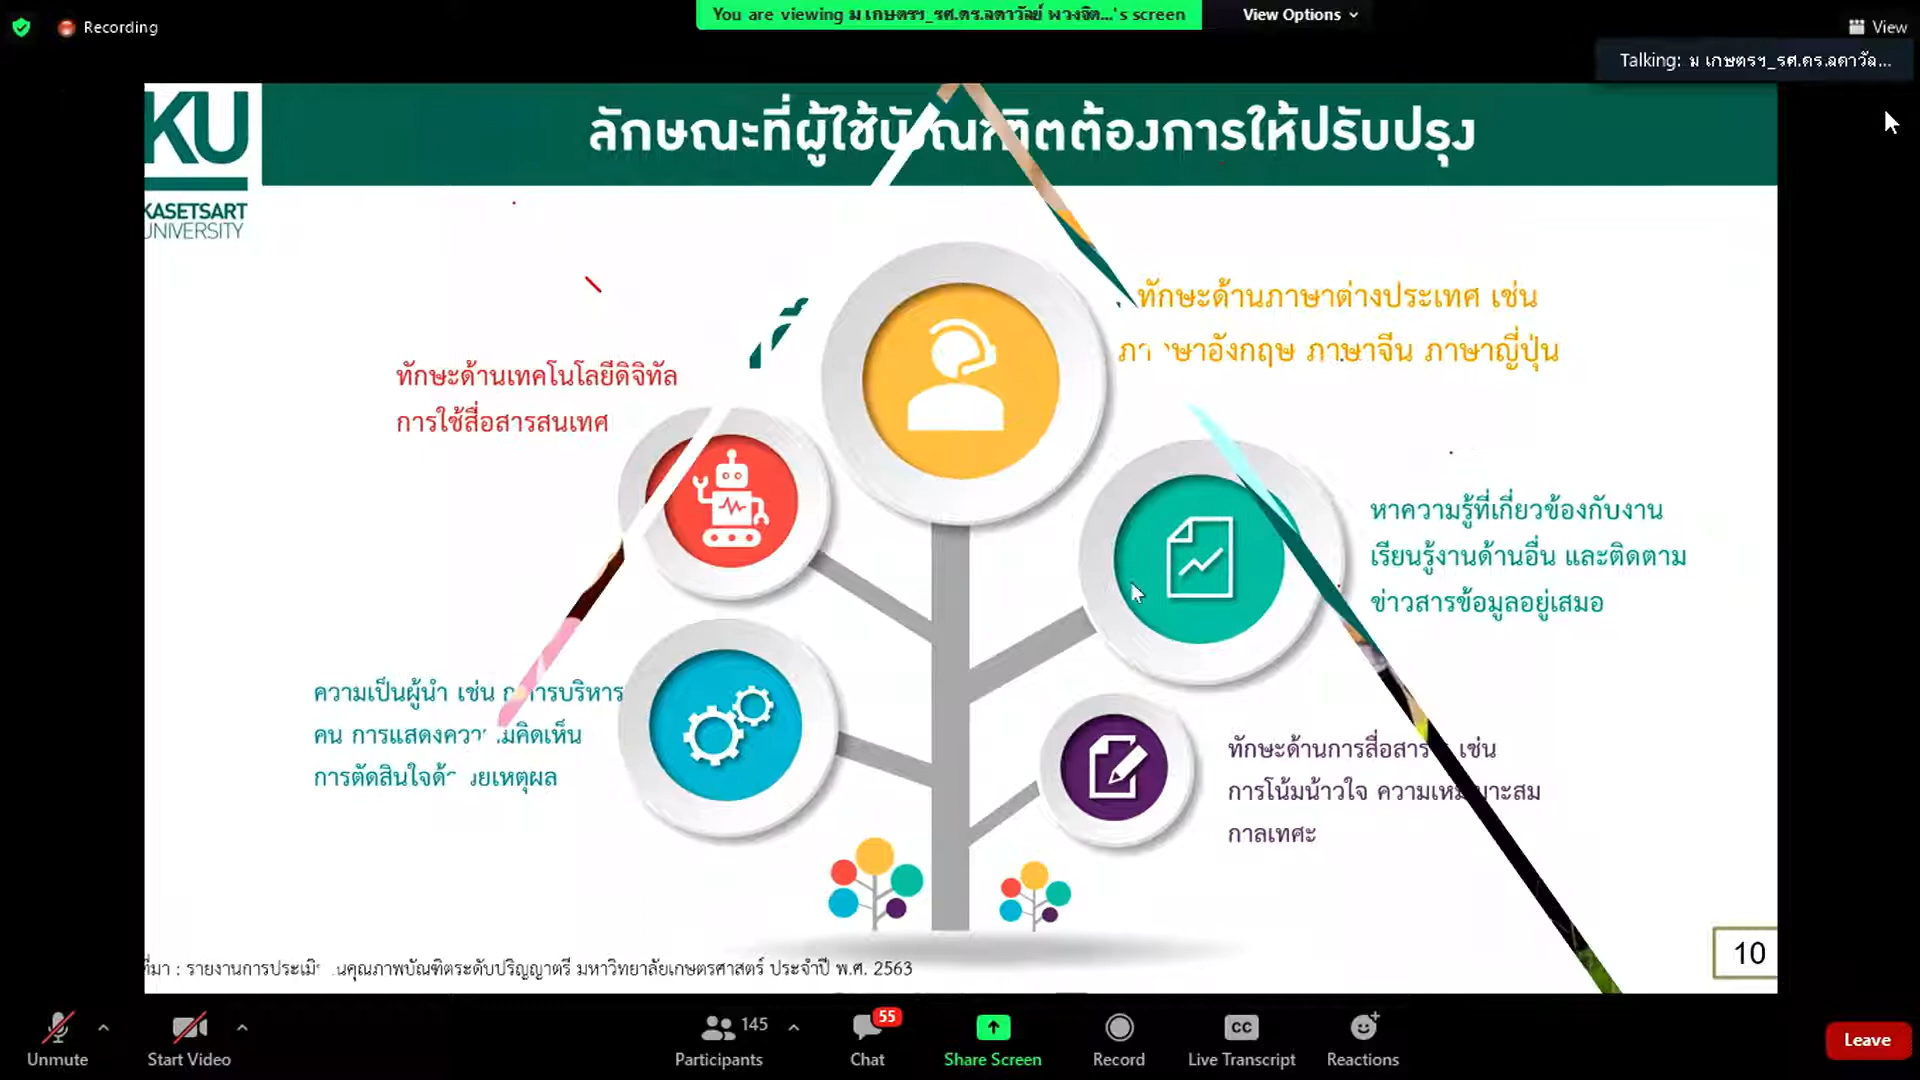 You are viewing ม เกษตรฯ_รศ.ดร.ลดาวัลย์ พวงจิต...'s screen
View Options
Recording
View
Talking: ม เกษตรฯ_รศ.ดร.ลดาวัล...
KU
KASETSART
UNIVERSITY
ลักษณะที่ผู้ใช้บัณฑิตต้องการให้ปรับปรุง
ทักษะด้านภาษาต่างประเทศ เช่น
ภาษาอังกฤษ ภาษาจีน ภาษาญี่ปุ่น
ทักษะด้านเทคโนโลยีดิจิทัล
การใช้สื่อสารสนเทศ
หาความรู้ที่เกี่ยวข้องกับงาน
เรียนรู้งานด้านอื่น และติดตาม
ข่าวสารข้อมูลอยู่เสมอ
ความเป็นผู้นำ เช่น การบริหาร
คน การแสดงความคิดเห็น
การตัดสินใจด้วยเหตุผล
ทักษะด้านการสื่อสาร เช่น
การโน้มน้าวใจ ความเหมาะสม
กาลเทศะ
ที่มา : รายงานการประเมินคุณภาพบัณฑิตระดับปริญญาตรี มหาวิทยาลัยเกษตรศาสตร์ ประจำปี พ.ศ. 2563
10
Unmute
Start Video
145
Participants
55
Chat
Share Screen
Record
CC
Live Transcript
Reactions
Leave